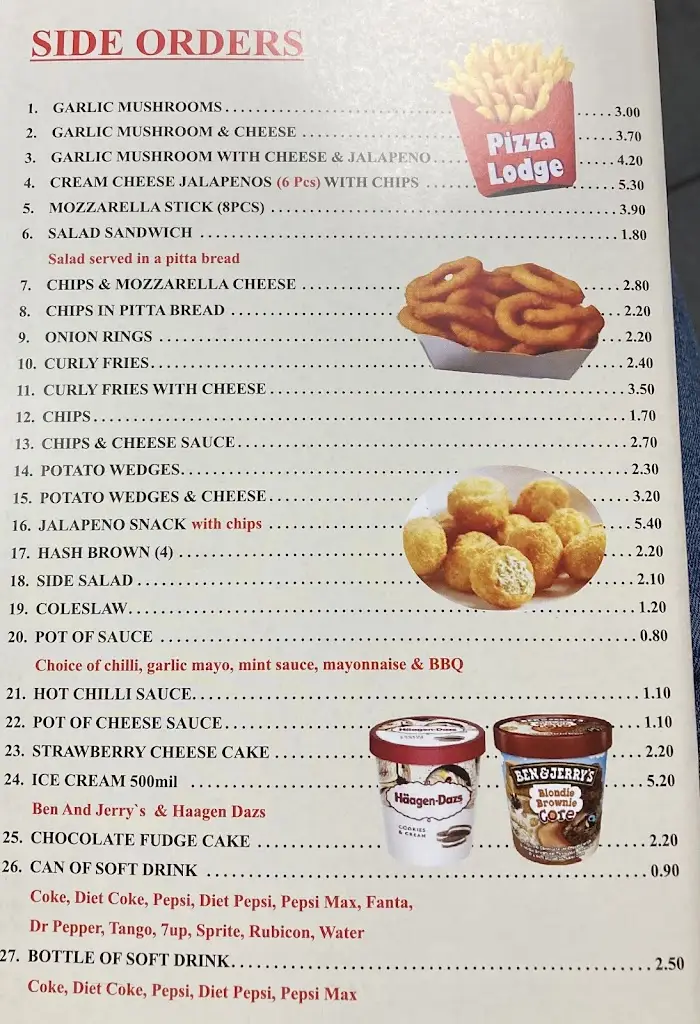 SIDE ORDERS
Pizza
Lodge
1. GARLIC MUSHROOMS 3.00
2. GARLIC MUSHROOM & CHEESE 3.70
3. GARLIC MUSHROOM WITH CHEESE & JALAPENO 4.20
4. CREAM CHEESE JALAPENOS (6 Pcs) WITH CHIPS 5.30
5. MOZZARELLA STICK (8PCS) 3.90
6. SALAD SANDWICH 1.80
Salad served in a pitta bread
7. CHIPS & MOZZARELLA CHEESE 2.80
8. CHIPS IN PITTA BREAD 2.20
9. ONION RINGS 2.20
10. CURLY FRIES 2.40
11. CURLY FRIES WITH CHEESE 3.50
12. CHIPS 1.70
13. CHIPS & CHEESE SAUCE 2.70
14. POTATO WEDGES 2.30
15. POTATO WEDGES & CHEESE 3.20
16. JALAPENO SNACK with chips 5.40
17. HASH BROWN (4) 2.20
18. SIDE SALAD 2.10
19. COLESLAW 1.20
20. POT OF SAUCE 0.80
Choice of chilli, garlic mayo, mint sauce, mayonnaise & BBQ
21. HOT CHILLI SAUCE 1.10
22. POT OF CHEESE SAUCE 1.10
23. STRAWBERRY CHEESE CAKE 2.20
24. ICE CREAM 500mil 5.20
Ben And Jerry`s & Haagen Dazs
Häagen-Dazs
Häagen-Dazs
COOKIES
& CREAM
BEN & JERRY'S
Blondie
Brownie
Core
25. CHOCOLATE FUDGE CAKE 2.20
26. CAN OF SOFT DRINK 0.90
Coke, Diet Coke, Pepsi, Diet Pepsi, Pepsi Max, Fanta,
Dr Pepper, Tango, 7up, Sprite, Rubicon, Water
27. BOTTLE OF SOFT DRINK 2.50
Coke, Diet Coke, Pepsi, Diet Pepsi, Pepsi Max